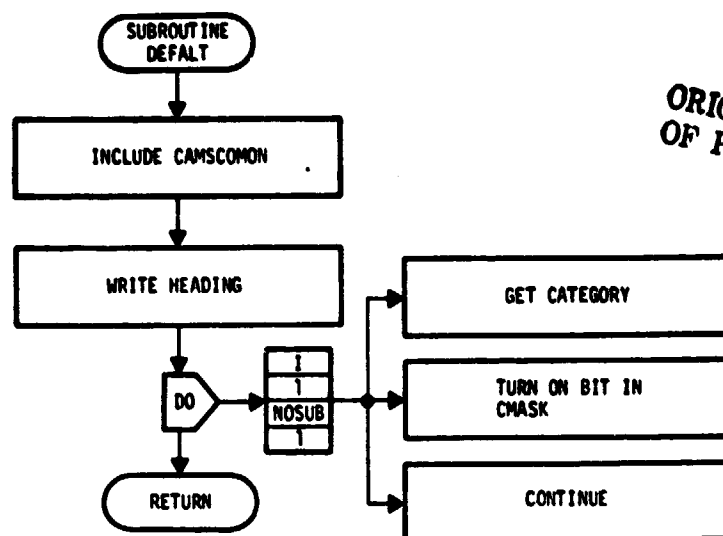 SUBROUTINE
DEFALT
INCLUDE CAMSCOMON
WRITE HEADING
DO
I
1
NOSUB
1
GET CATEGORY
TURN ON BIT IN
CMASK
CONTINUE
RETURN
OF